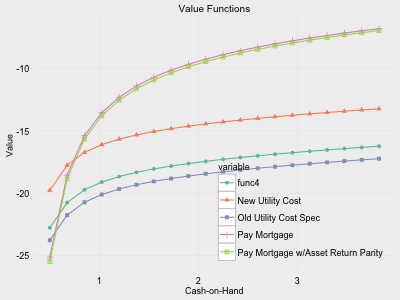 Value Functions
Value
-10
-15
-20
-25
variable
func4
New Utility Cost
Old Utility Cost Spec
Pay Mortgage
Pay Mortgage w/Asset Return Parity
1 2 3
Cash-on-Hand